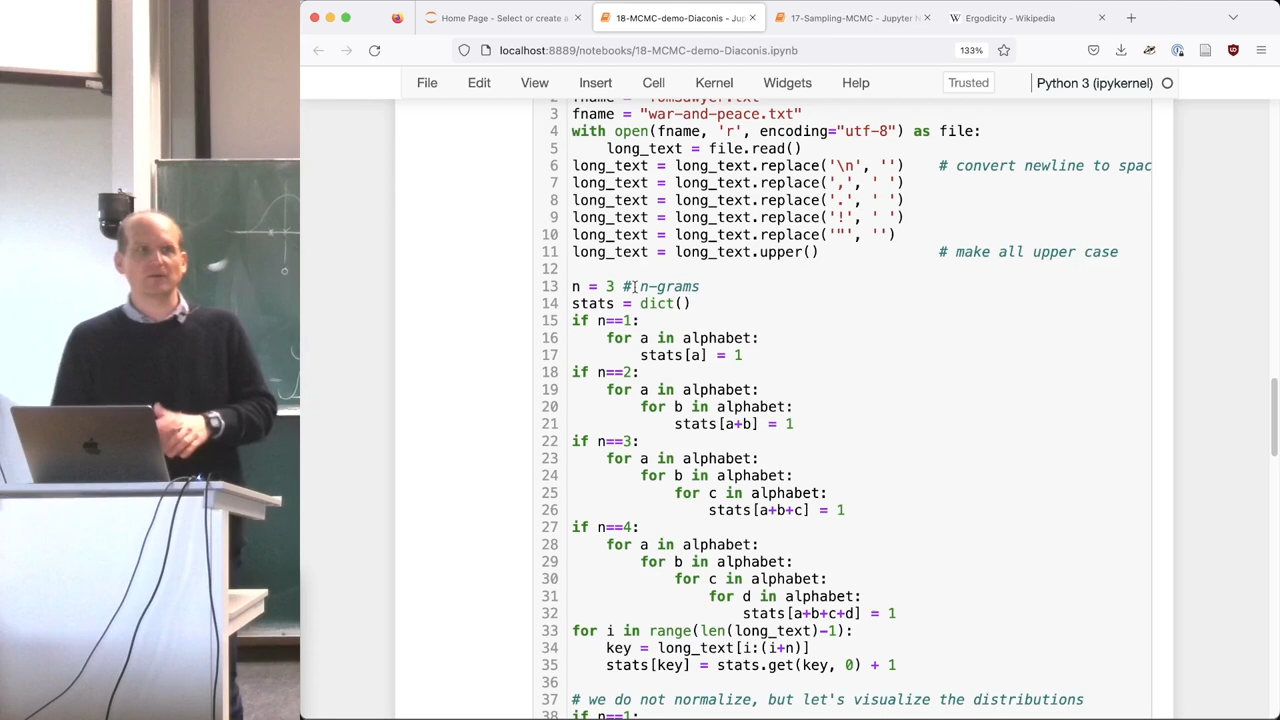 Home Page - Select or create a
18-MCMC-demo-Diaconis - Jup
17-Sampling-MCMC - Jupyter N
Ergodicity - Wikipedia
localhost:8889/notebooks/18-MCMC-demo-Diaconis.ipynb
133%
File Edit View Insert Cell Kernel Widgets Help
Trusted
Python 3 (ipykernel)
2 fname = "TomSawyer.txt"
3 fname = "war-and-peace.txt"
4 with open(fname, 'r', encoding="utf-8") as file:
5 long_text = file.read()
6 long_text = long_text.replace('\n', '') # convert newline to spac
7 long_text = long_text.replace(',', ' ')
8 long_text = long_text.replace('.', ' ')
9 long_text = long_text.replace('!', ' ')
10 long_text = long_text.replace('"', '')
11 long_text = long_text.upper() # make all upper case
12
13 n = 3 # n-grams
14 stats = dict()
15 if n==1:
16 for a in alphabet:
17 stats[a] = 1
18 if n==2:
19 for a in alphabet:
20 for b in alphabet:
21 stats[a+b] = 1
22 if n==3:
23 for a in alphabet:
24 for b in alphabet:
25 for c in alphabet:
26 stats[a+b+c] = 1
27 if n==4:
28 for a in alphabet:
29 for b in alphabet:
30 for c in alphabet:
31 for d in alphabet:
32 stats[a+b+c+d] = 1
33 for i in range(len(long_text)-1):
34 key = long_text[i:(i+n)]
35 stats[key] = stats.get(key, 0) + 1
36
37 # we do not normalize, but let's visualize the distributions
38 if n==1: